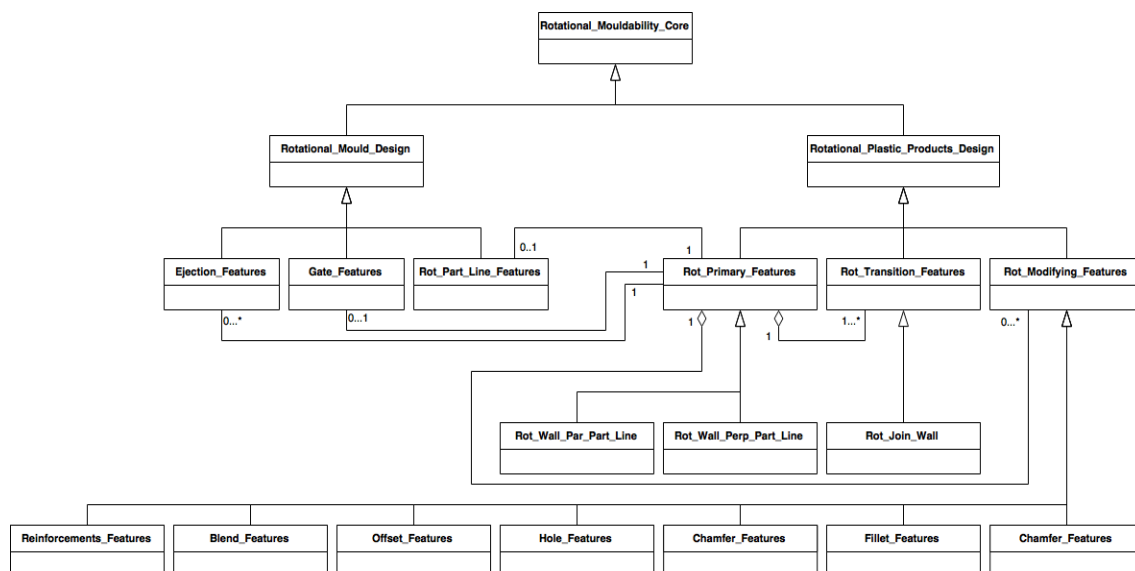 Rotational_Mouldability_Core
Rotational_Mould_Design
Rotational_Plastic_Products_Design
0..1
1
Ejection_Features
Gate_Features
Rot_Part_Line_Features
1
Rot_Primary_Features
Rot_Transition_Features
Rot_Modifying_Features
1
0...*
0...1
1
1
1...*
0...*
Rot_Wall_Par_Part_Line
Rot_Wall_Perp_Part_Line
Rot_Join_Wall
Reinforcements_Features
Blend_Features
Offset_Features
Hole_Features
Chamfer_Features
Fillet_Features
Chamfer_Features